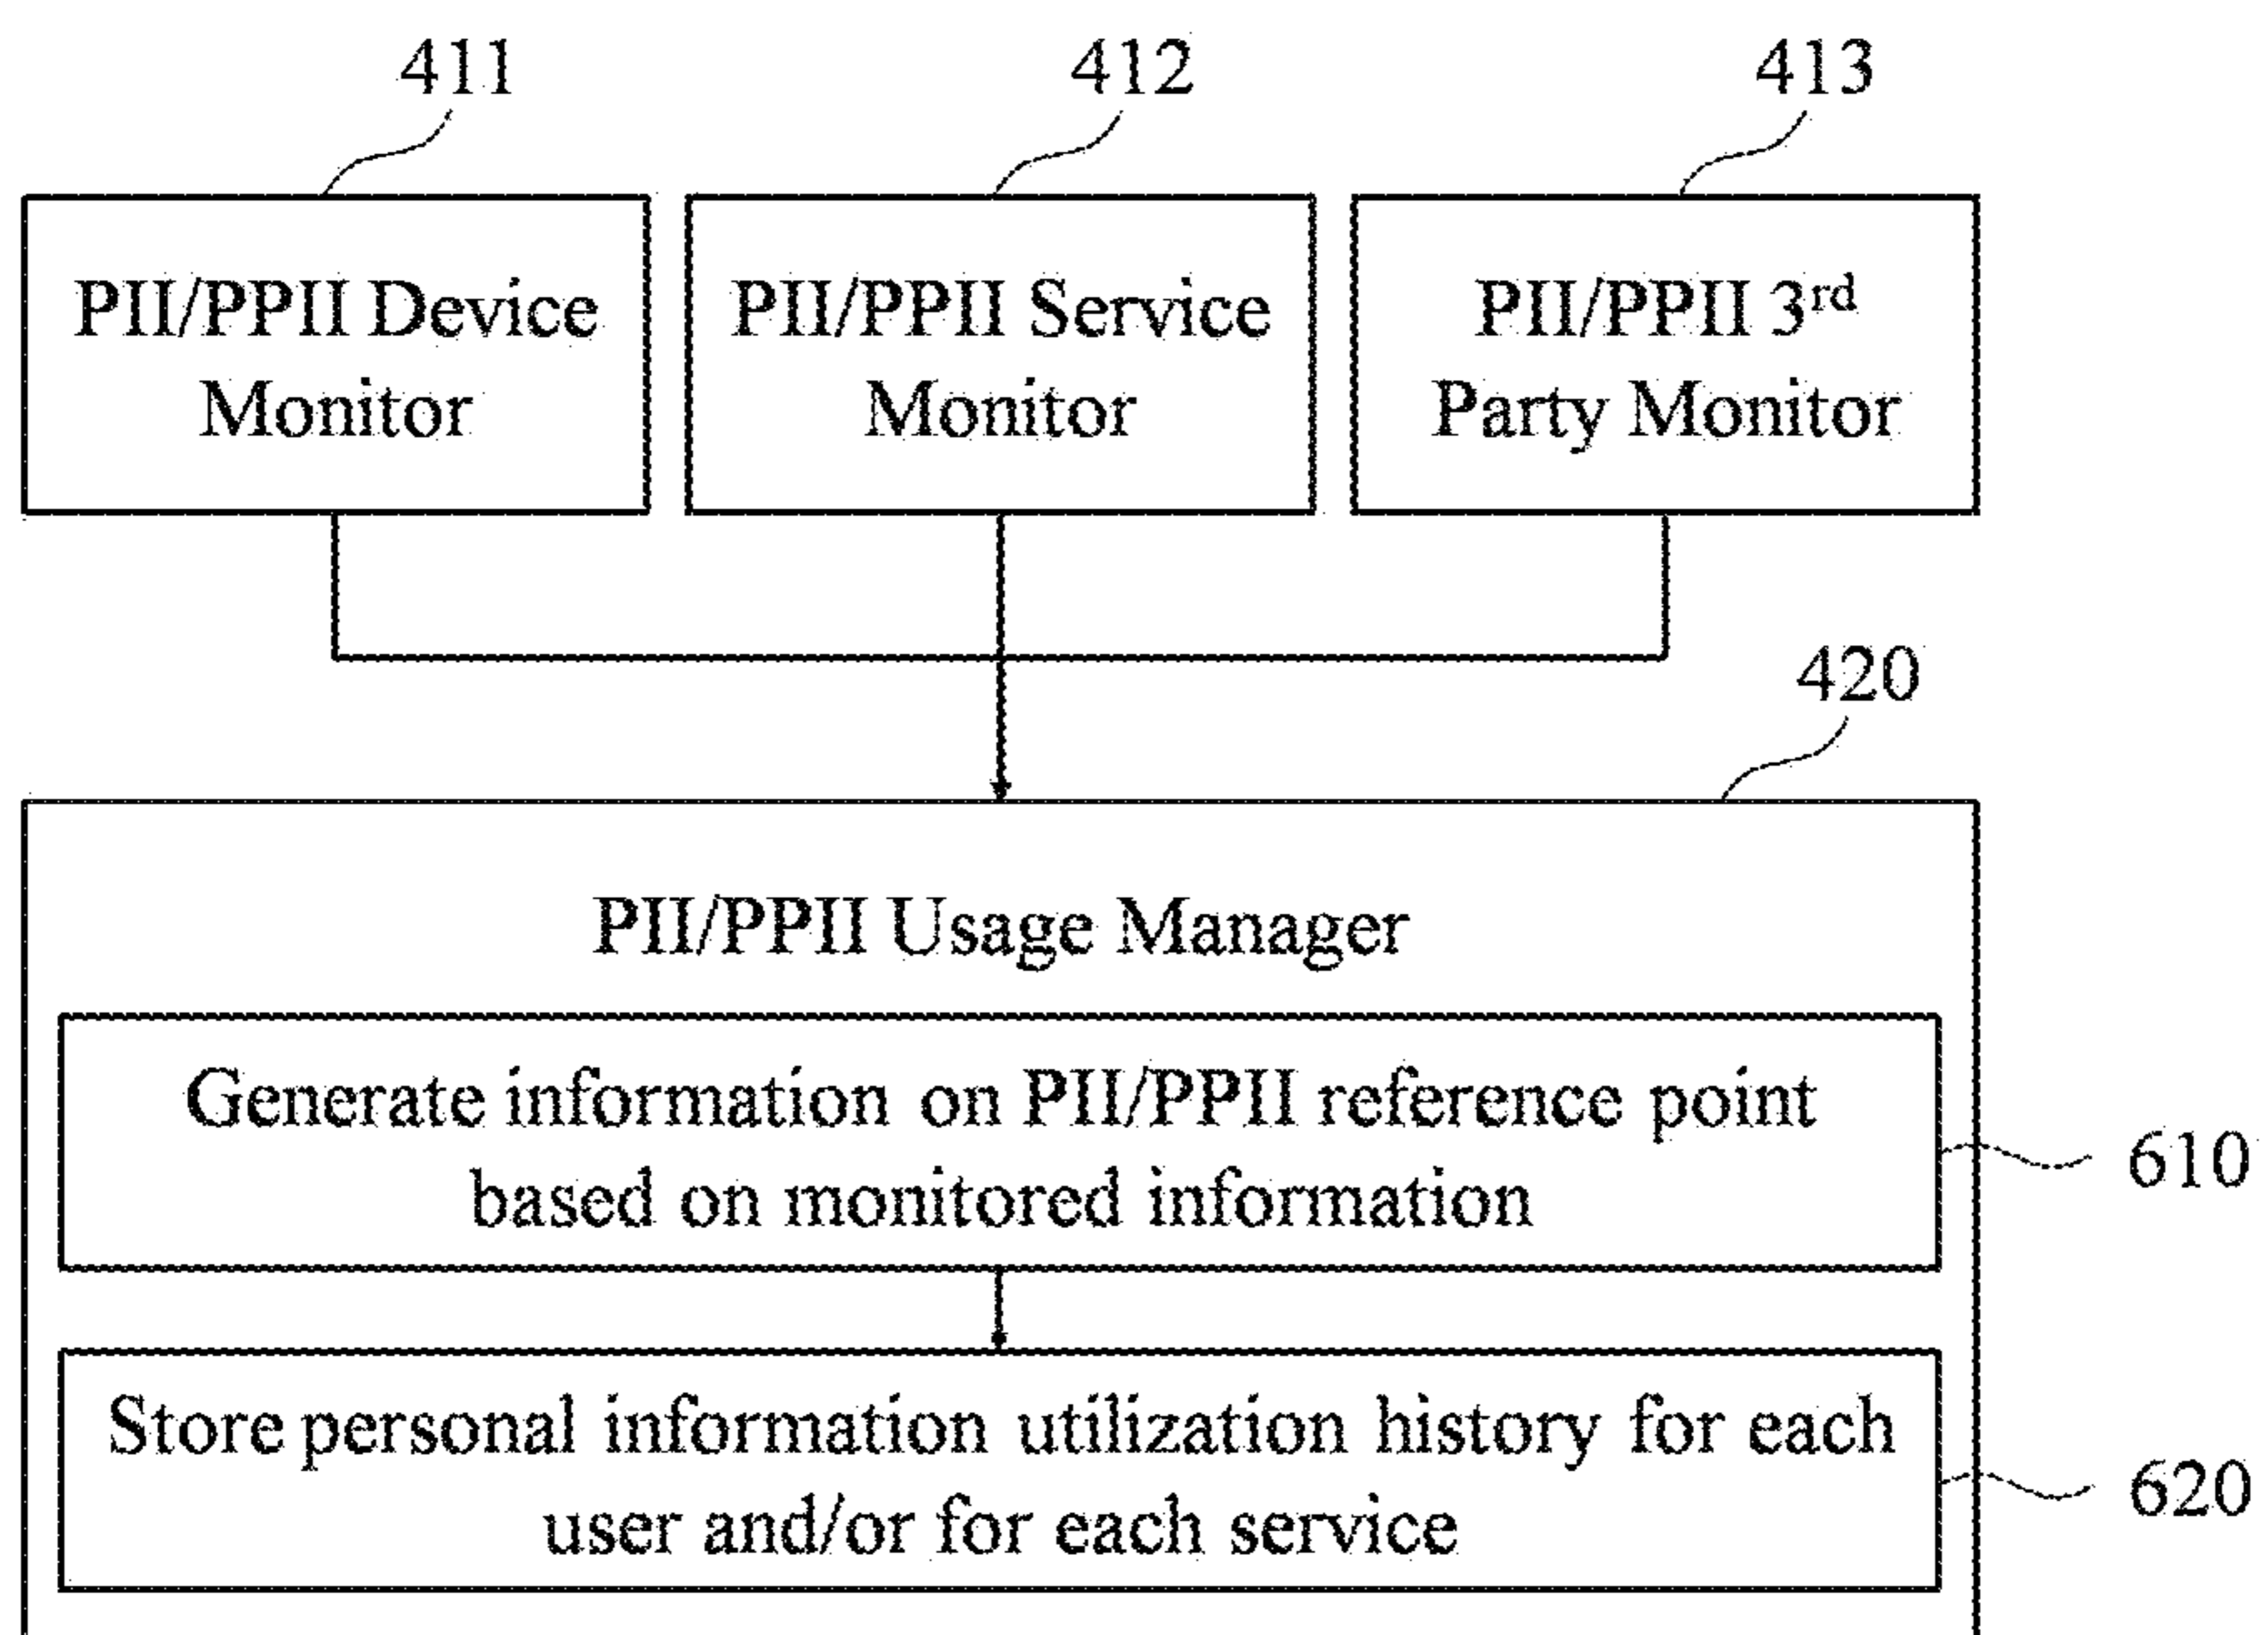 411
412
413
PII/PPII Device
Monitor
PII/PPII Service
Monitor
PII/PPII 3rd
Party Monitor
420
PII/PPII Usage Manager
Generate information on PII/PPII reference point
based on monitored information
610
Store personal information utilization history for each
user and/or for each service
620